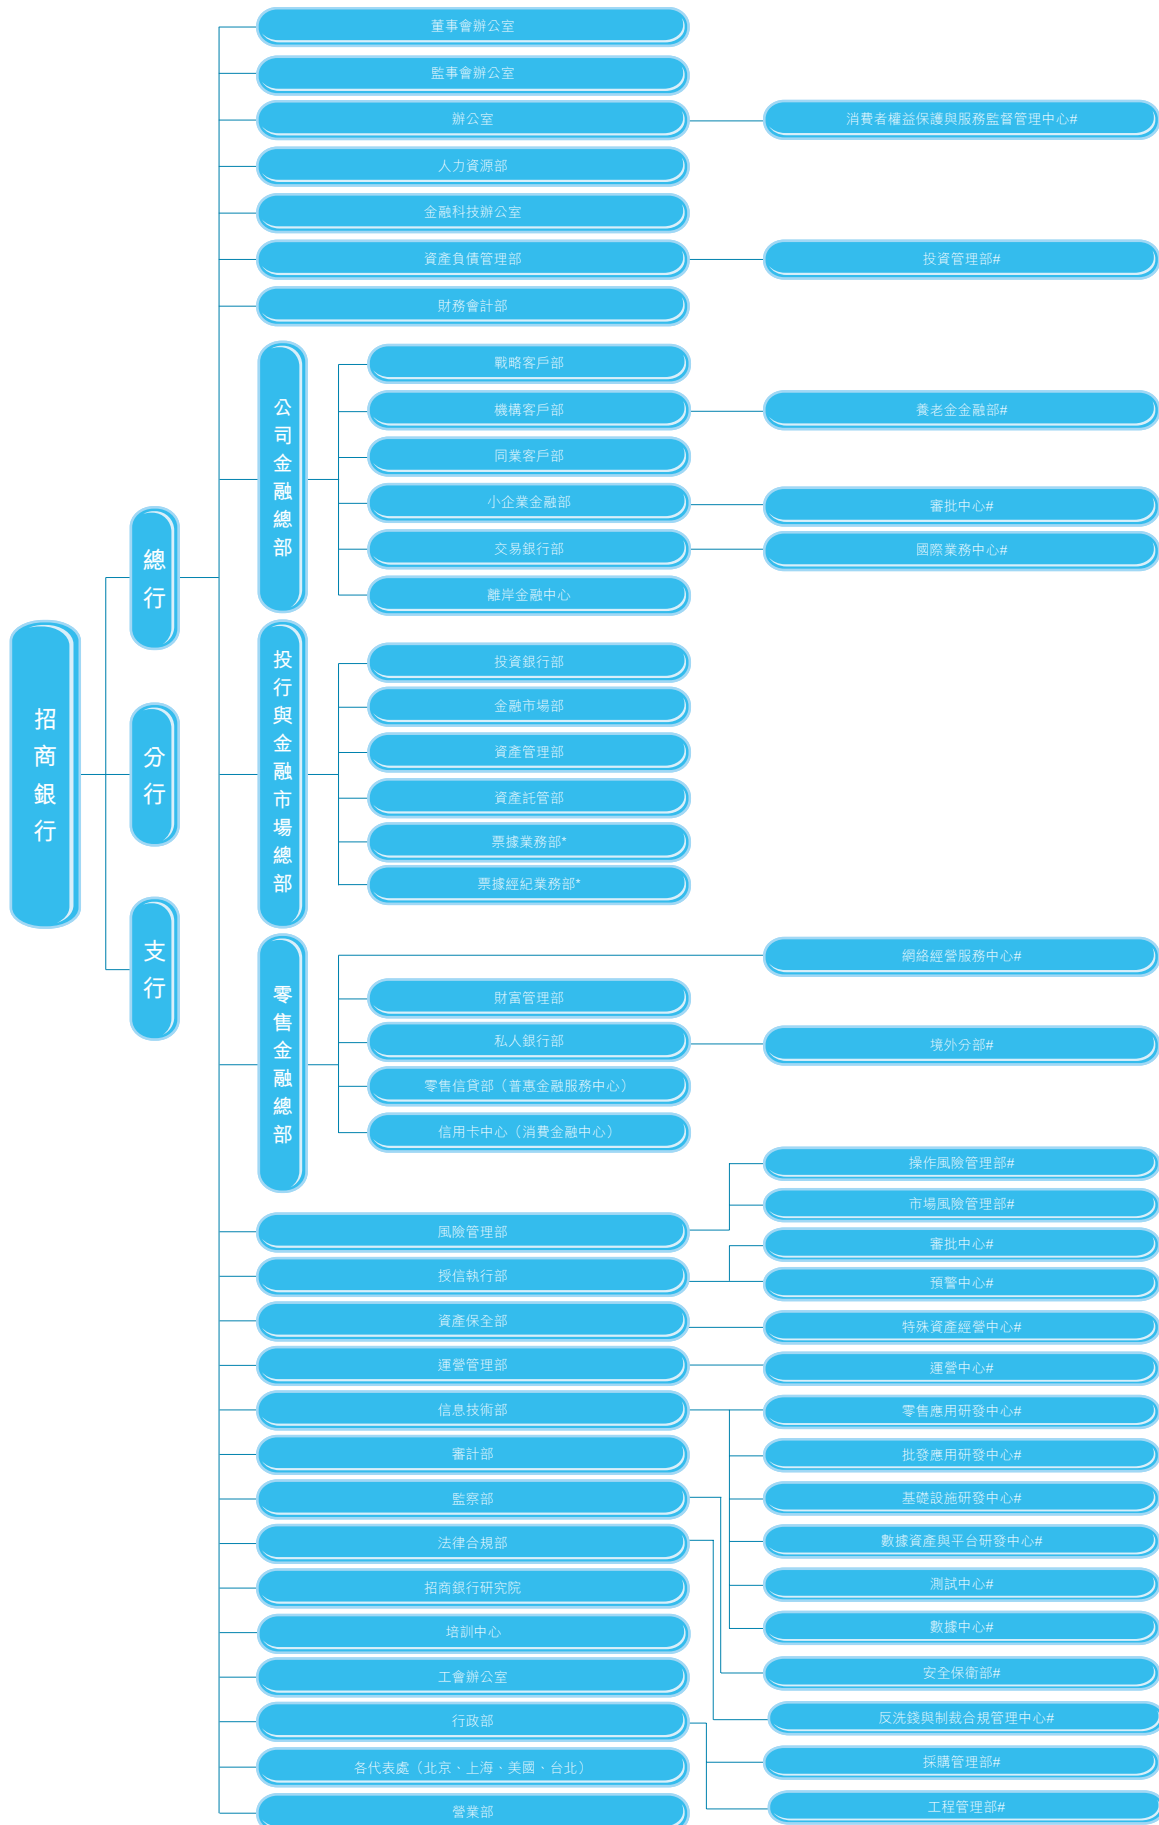 招商銀行
總行
分行
支行
董事會辦公室
監事會辦公室
辦公室
消費者權益保護與服務監督管理中心#
人力資源部
金融科技辦公室
資產負債管理部
投資管理部#
財務會計部
公司金融總部
戰略客戶部
機構客戶部
養老金金融部#
同業客戶部
小企業金融部
審批中心#
交易銀行部
國際業務中心#
離岸金融中心
投行與金融市場總部
投資銀行部
金融市場部
資產管理部
資產託管部
票據業務部*
票據經紀業務部*
零售金融總部
網絡經營服務中心#
財富管理部
私人銀行部
境外分部#
零售信貸部（普惠金融服務中心）
信用卡中心（消費金融中心）
風險管理部
操作風險管理部#
市場風險管理部#
授信執行部
審批中心#
預警中心#
資產保全部
特殊資產經營中心#
運營管理部
運營中心#
信息技術部
零售應用研發中心#
批發應用研發中心#
基礎設施研發中心#
數據資產與平台研發中心#
測試中心#
數據中心#
審計部
監察部
安全保衛部#
法律合規部
反洗錢與制裁合規管理中心#
招商銀行研究院
培訓中心
工會辦公室
行政部
採購管理部#
工程管理部#
各代表處（北京、上海、美國、台北）
營業部